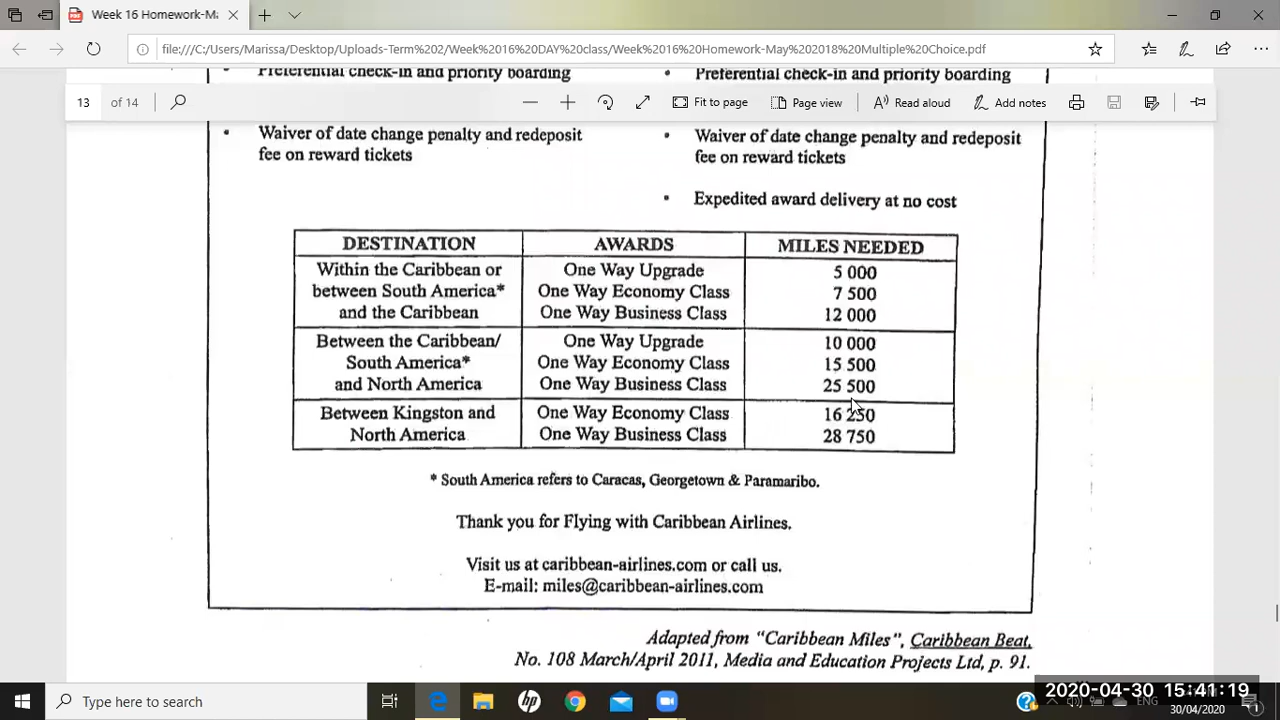 Week 16 Homework-Ma
file:///C:/Users/Marissa/Desktop/Uploads-Term%202/Week%2016%20DAY%20class/Week%2016%20Homework-May%202018%20Multiple%20Choice.pdf
Preferential check-in and priority boarding
Preferential check-in and priority boarding
13 of 14
Fit to page
Page view
Read aloud
Add notes
• Waiver of date change penalty and redeposit
fee on reward tickets
• Waiver of date change penalty and redeposit
fee on reward tickets
• Expedited award delivery at no cost
DESTINATION AWARDS MILES NEEDED
Within the Caribbean or One Way Upgrade 5 000
between South America* One Way Economy Class 7 500
and the Caribbean One Way Business Class 12 000
Between the Caribbean/ One Way Upgrade 10 000
South America* One Way Economy Class 15 500
and North America One Way Business Class 25 500
Between Kingston and One Way Economy Class 16 250
North America One Way Business Class 28 750
* South America refers to Caracas, Georgetown & Paramaribo.
Thank you for Flying with Caribbean Airlines.
Visit us at caribbean-airlines.com or call us.
E-mail: miles@caribbean-airlines.com
Adapted from "Caribbean Miles", Caribbean Beat,
No. 108 March/April 2011, Media and Education Projects Ltd, p. 91.
Type here to search
hp
ENG
2020-04-30 15:41:19
30/04/2020